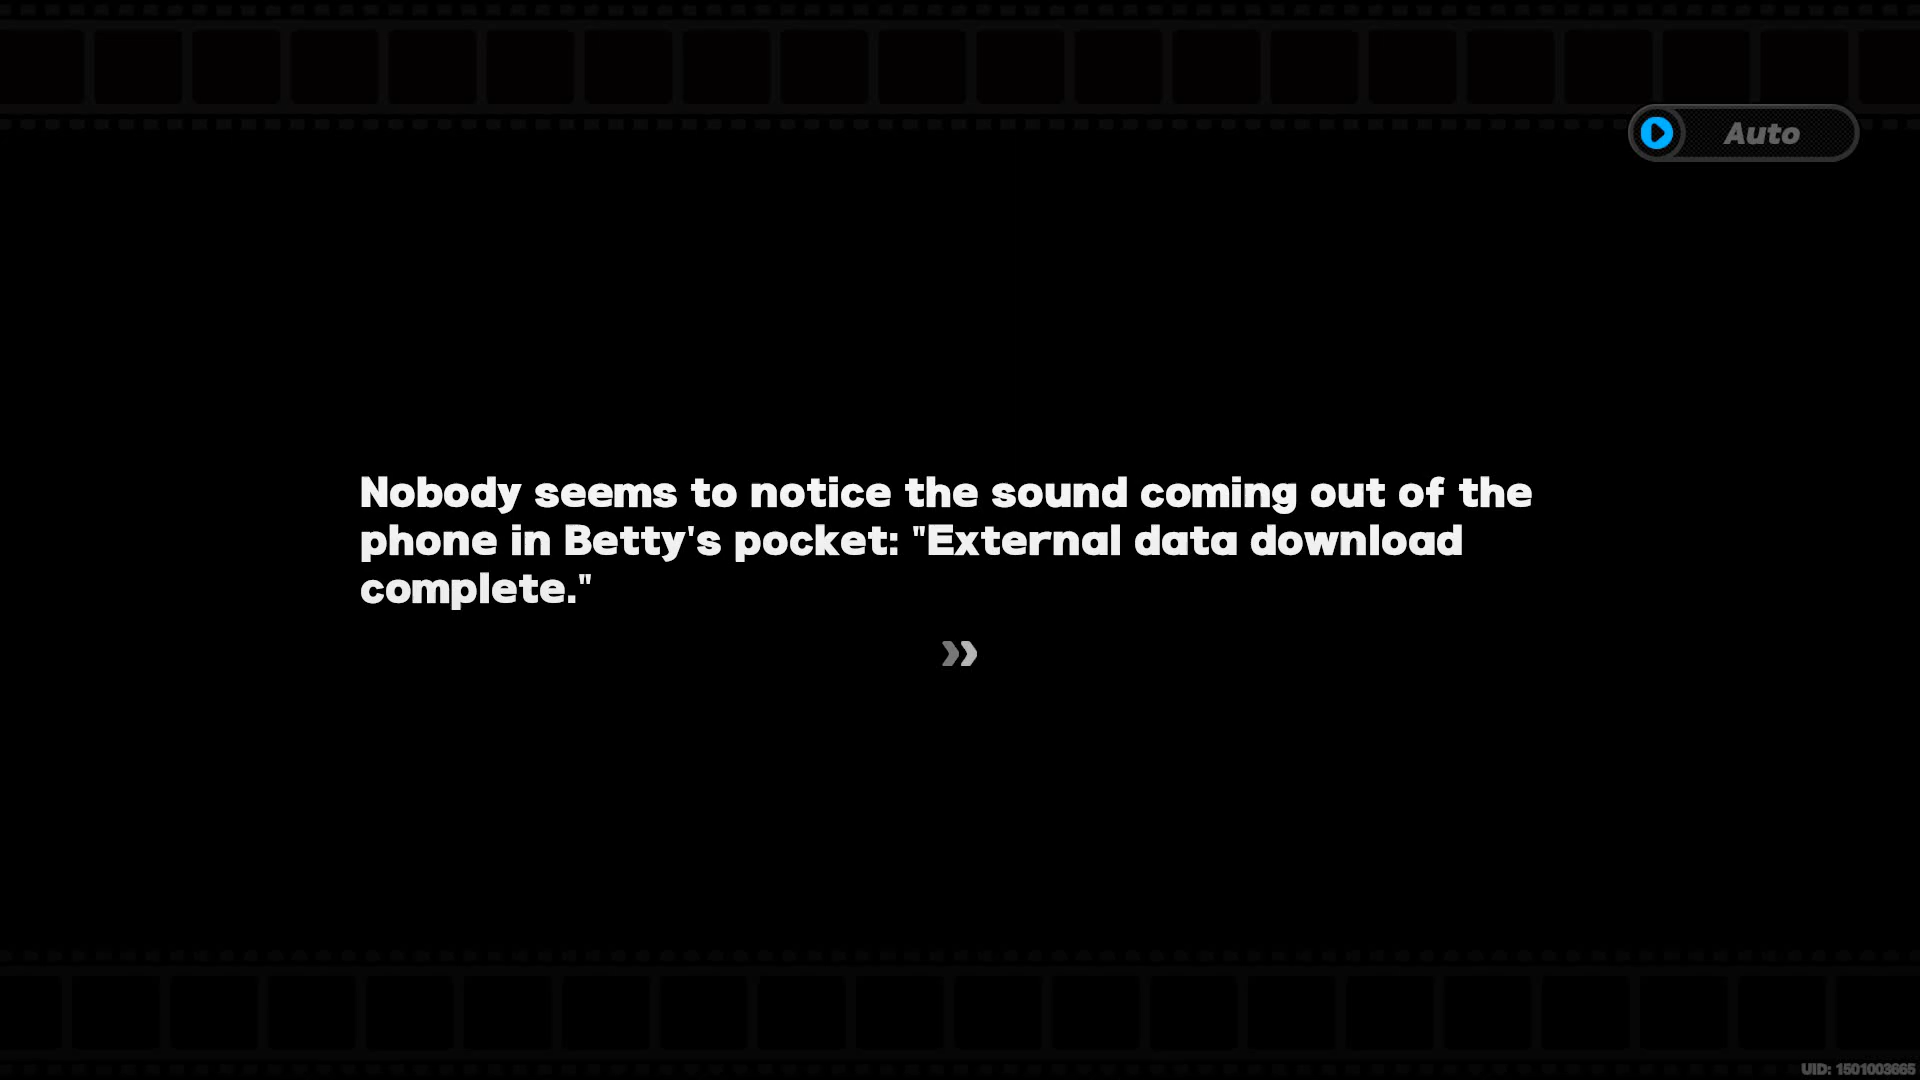 Auto
Nobody seems to notice the sound coming out of the
phone in Betty's pocket: "External data download
complete."
UID: 1501003665